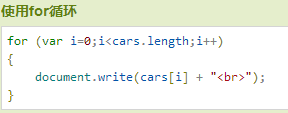 使用for循环
for (var i=0;i<cars.length;i++)
{
    document.write(cars[i] + "<br>");
}